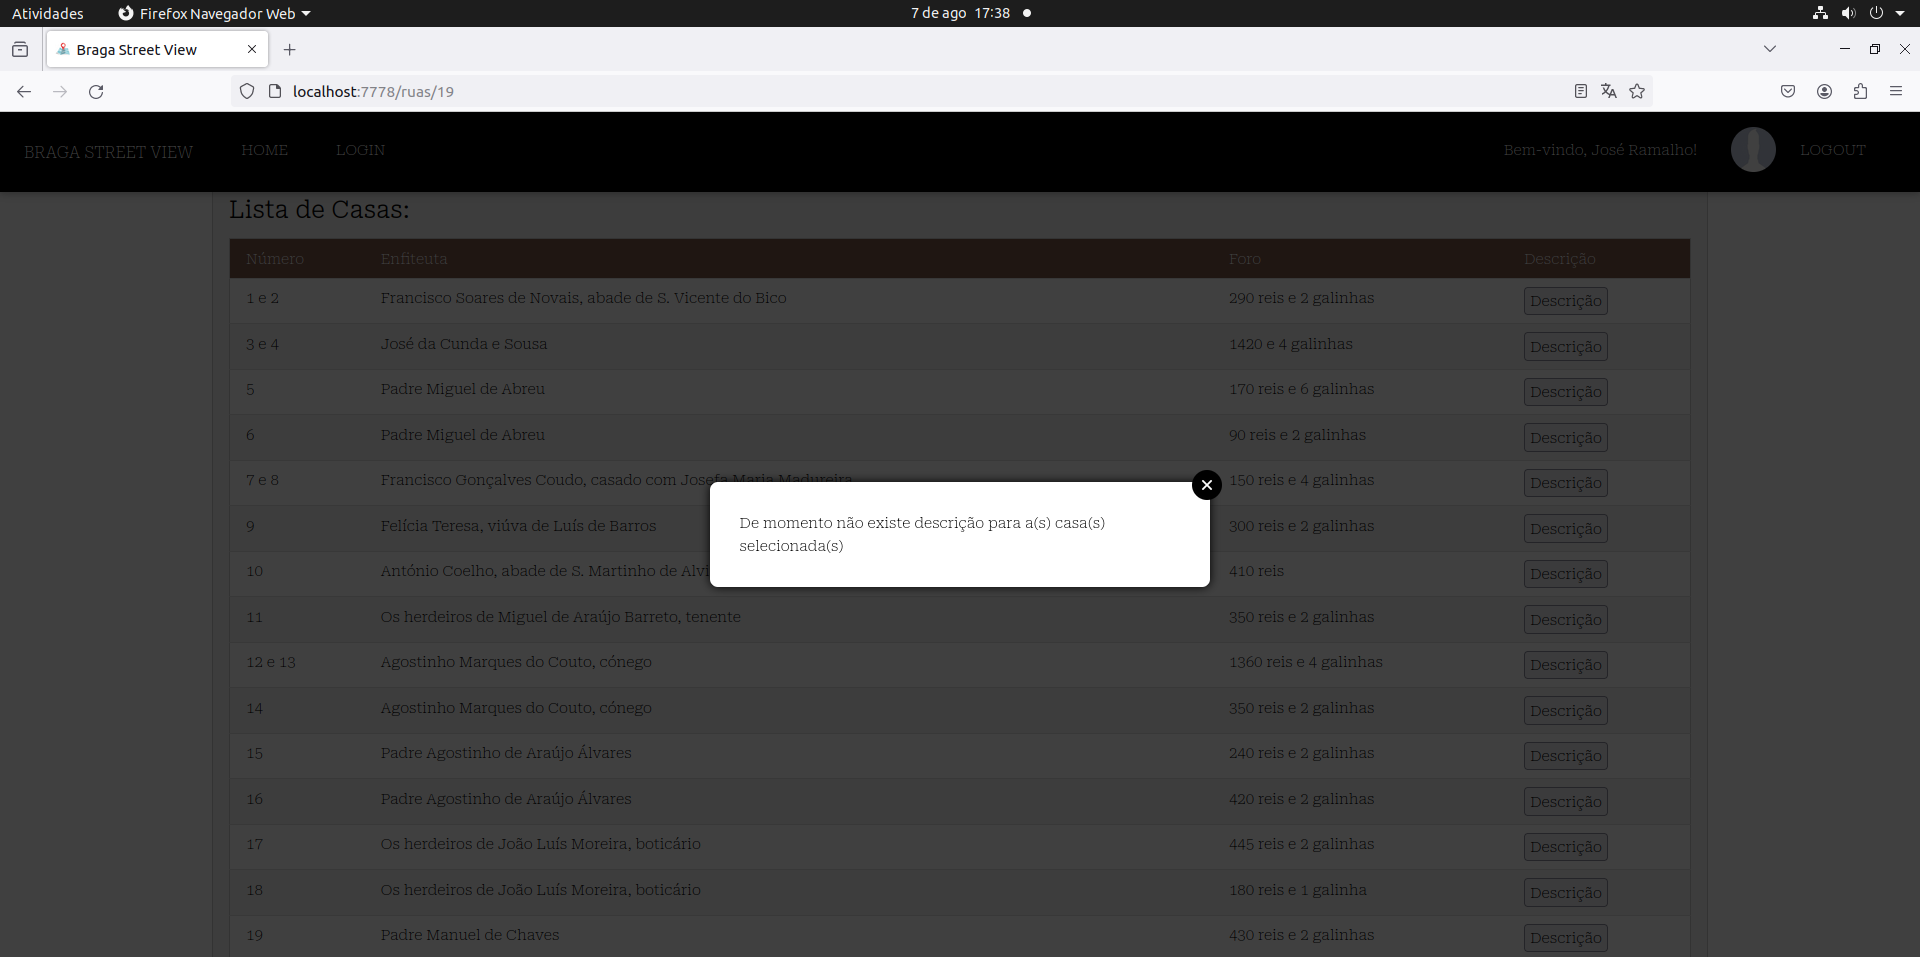 Atividades Firefox Navegador Web 7 de ago 17:38
Braga Street View
localhost:7778/ruas/19
BRAGA STREET VIEW HOME LOGIN Bem-vindo, José Ramalho! LOGOUT
Lista de Casas:
Número Enfiteuta Foro Descrição
1 e 2 Francisco Soares de Novais, abade de S. Vicente do Bico 290 reis e 2 galinhas Descrição
3 e 4 José da Cunda e Sousa 1420 e 4 galinhas Descrição
5 Padre Miguel de Abreu 170 reis e 6 galinhas Descrição
6 Padre Miguel de Abreu 90 reis e 2 galinhas Descrição
7 e 8 Francisco Gonçalves Coudo, casado com Josefa Maria Madureira 150 reis e 4 galinhas Descrição
De momento não existe descrição para a(s) casa(s)
selecionada(s)
9 Felícia Teresa, viúva de Luís de Barros 300 reis e 2 galinhas Descrição
10 António Coelho, abade de S. Martinho de Alvi 410 reis Descrição
11 Os herdeiros de Miguel de Araújo Barreto, tenente 350 reis e 2 galinhas Descrição
12 e 13 Agostinho Marques do Couto, cónego 1360 reis e 4 galinhas Descrição
14 Agostinho Marques do Couto, cónego 350 reis e 2 galinhas Descrição
15 Padre Agostinho de Araújo Álvares 240 reis e 2 galinhas Descrição
16 Padre Agostinho de Araújo Álvares 420 reis e 2 galinhas Descrição
17 Os herdeiros de João Luís Moreira, boticário 445 reis e 2 galinhas Descrição
18 Os herdeiros de João Luís Moreira, boticário 180 reis e 1 galinha Descrição
19 Padre Manuel de Chaves 430 reis e 2 galinhas Descrição